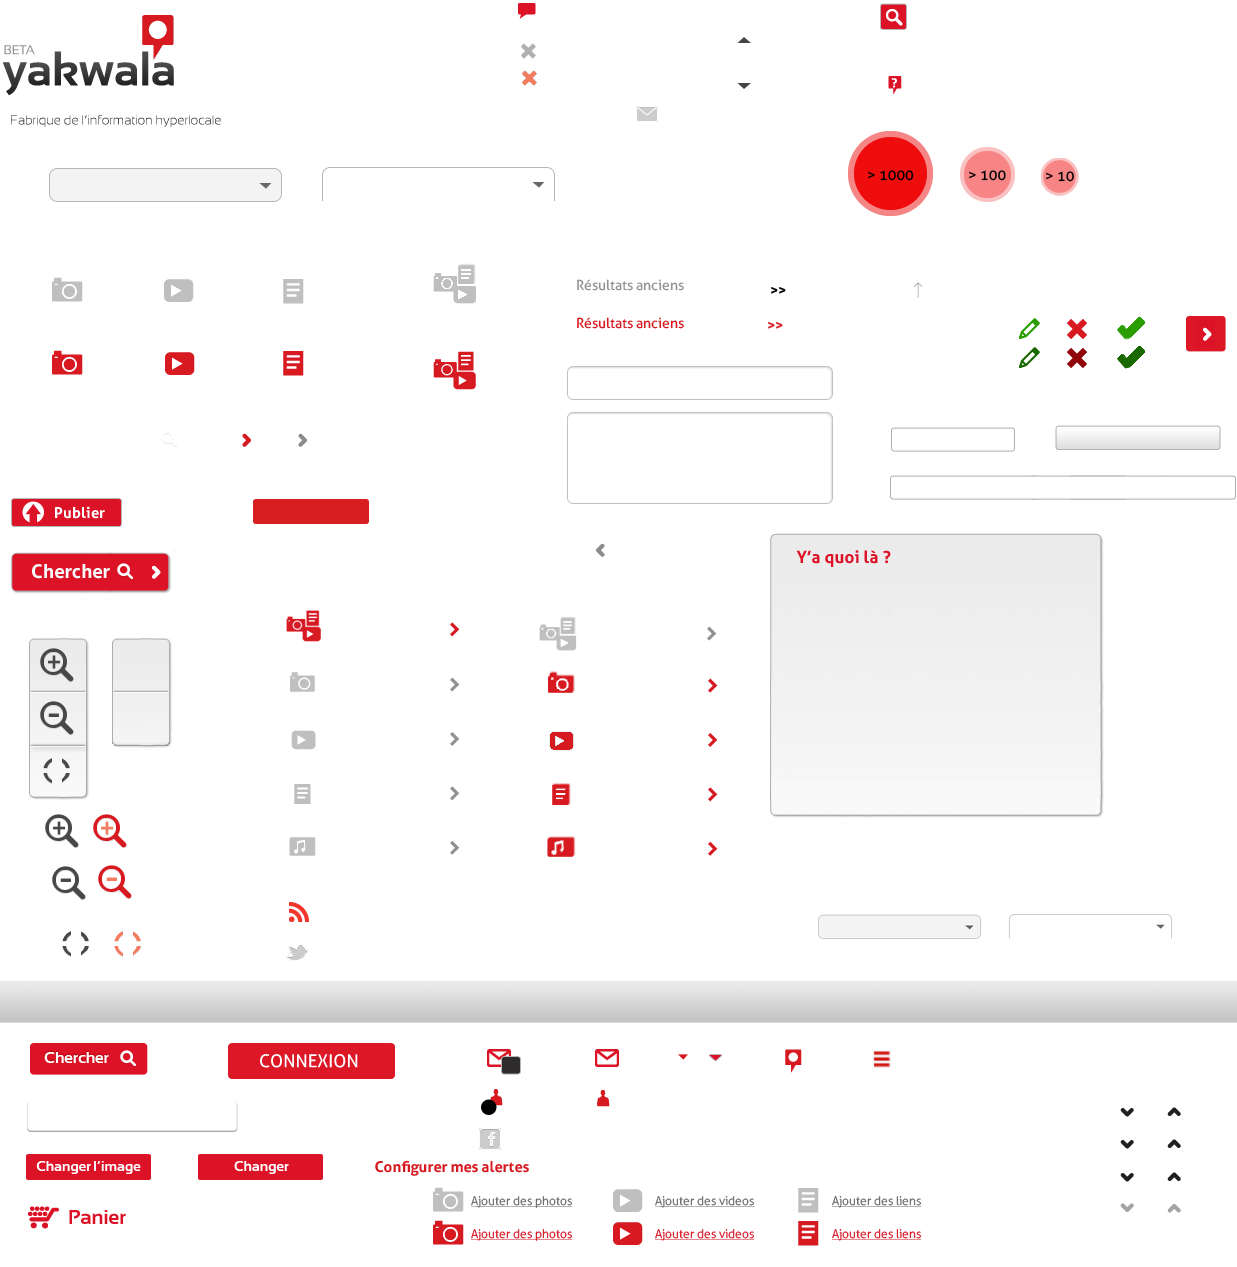 BETA
yakwala
Fabrique de l'information hyperlocale
?
> 1000
> 100
> 10
Résultats anciens >>
Résultats anciens >>
Publier
Chercher
Y'a quoi là ?
Chercher
CONNEXION
f
Changer l'image
Changer
Configurer mes alertes
Ajouter des photos
Ajouter des videos
Ajouter des liens
Panier
Ajouter des photos
Ajouter des videos
Ajouter des liens